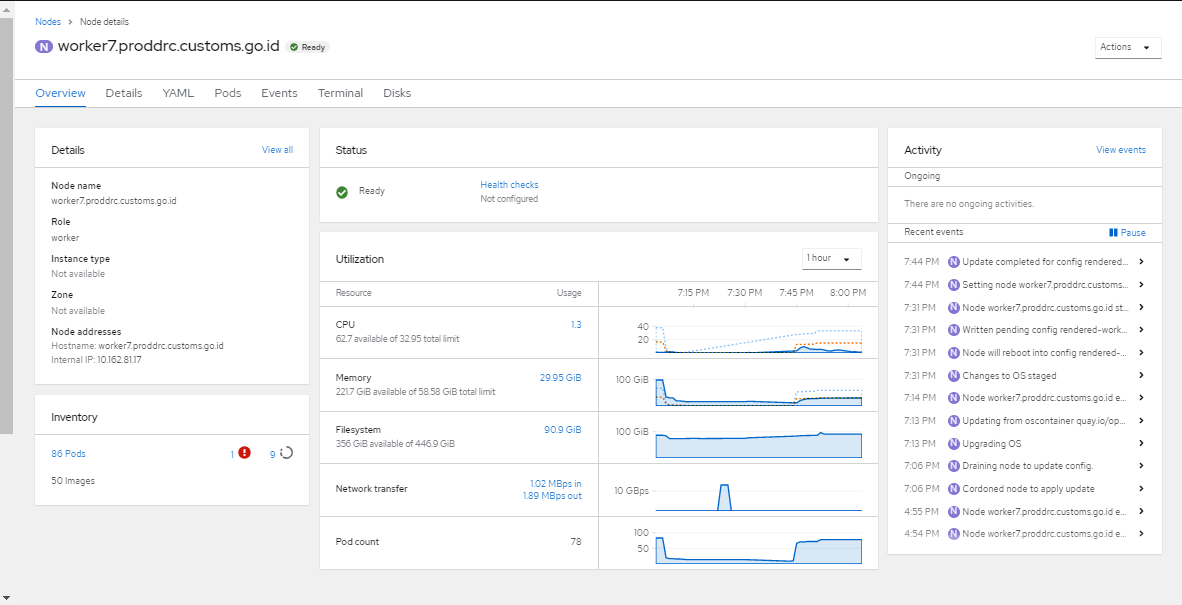 Nodes > Node details
N worker7.proddrc.customs.go.id Ready
Actions
Overview Details YAML Pods Events Terminal Disks
Details View all
Node name
worker7.proddrc.customs.go.id
Role
worker
Instance type
Not available
Zone
Not available
Node addresses
Hostname: worker7.proddrc.customs.go.id
Internal IP: 10.162.81.17
Inventory
86 Pods 1 9
50 Images
Status
Ready
Health checks
Not configured
Utilization 1 hour
Resource Usage 7:15 PM 7:30 PM 7:45 PM 8:00 PM
CPU 1.3
62.7 available of 32.95 total limit
40
20
Memory 29.95 GiB
221.7 GiB available of 58.58 GiB total limit
100 GiB
Filesystem 90.9 GiB
356 GiB available of 446.9 GiB
100 GiB
Network transfer
1.02 MBps in
1.89 MBps out
10 GBps
Pod count 78
100
50
Activity View events
Ongoing
There are no ongoing activities.
Recent events Pause
7:44 PM N Update completed for config rendered...
7:44 PM N Setting node worker7.proddrc.customs...
7:31 PM N Node worker7.proddrc.customs.go.id st...
7:31 PM N Written pending config rendered-work...
7:31 PM N Node will reboot into config rendered-...
7:31 PM N Changes to OS staged
7:14 PM N Node worker7.proddrc.customs.go.id e...
7:13 PM N Updating from oscontainer quay.io/op...
7:13 PM N Upgrading OS
7:06 PM N Draining node to update config.
7:06 PM N Cordoned node to apply update
4:55 PM N Node worker7.proddrc.customs.go.id e...
4:54 PM N Node worker7.proddrc.customs.go.id e...